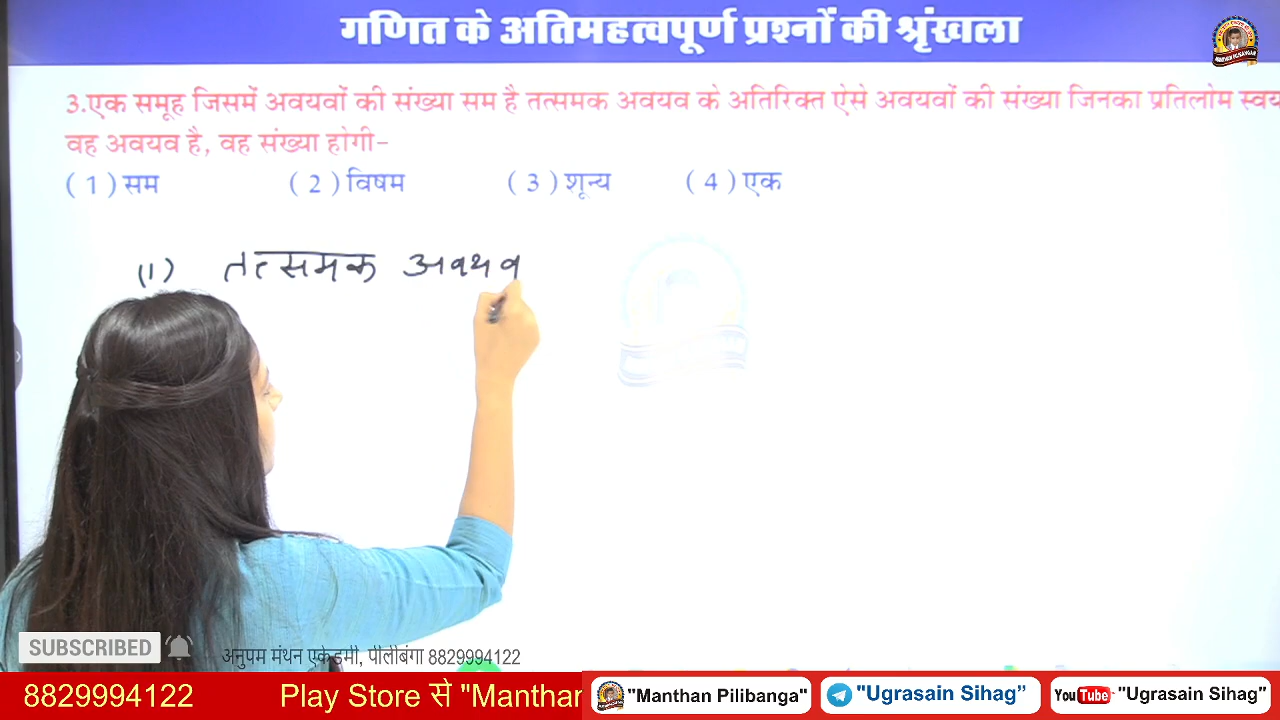 गणित के अतिमहत्वपूर्ण प्रश्नों की श्रृंखला
3.एक समूह जिसमें अवयवों की संख्या सम है तत्समक अवयव के अतिरिक्त ऐसे अवयवों की संख्या जिनका प्रतिलोम
वह अवयव है, वह संख्या होगी-
(1) सम (2) विषम (3) शून्य (4) एक
(1) तत्समक अवयव
SUBSCRIBED
अनुपम मंथन एकेडमी, पीलीबंगा 8829994122
8829994122 Play Store से "Manthan "Manthan Pilibanga" "Ugrasain Sihag" YouTube "Ugrasain Sihag"